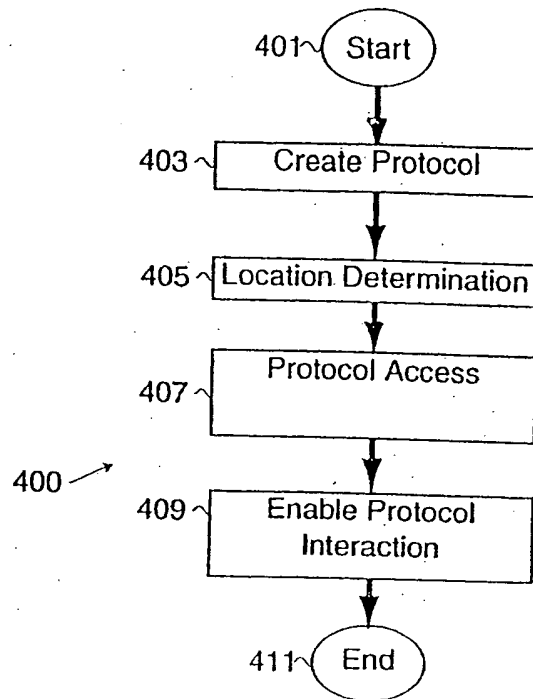 401 Start
403 Create Protocol
405 Location Determination
Protocol Access
407
400
409 Enable Protocol
Interaction
411 End